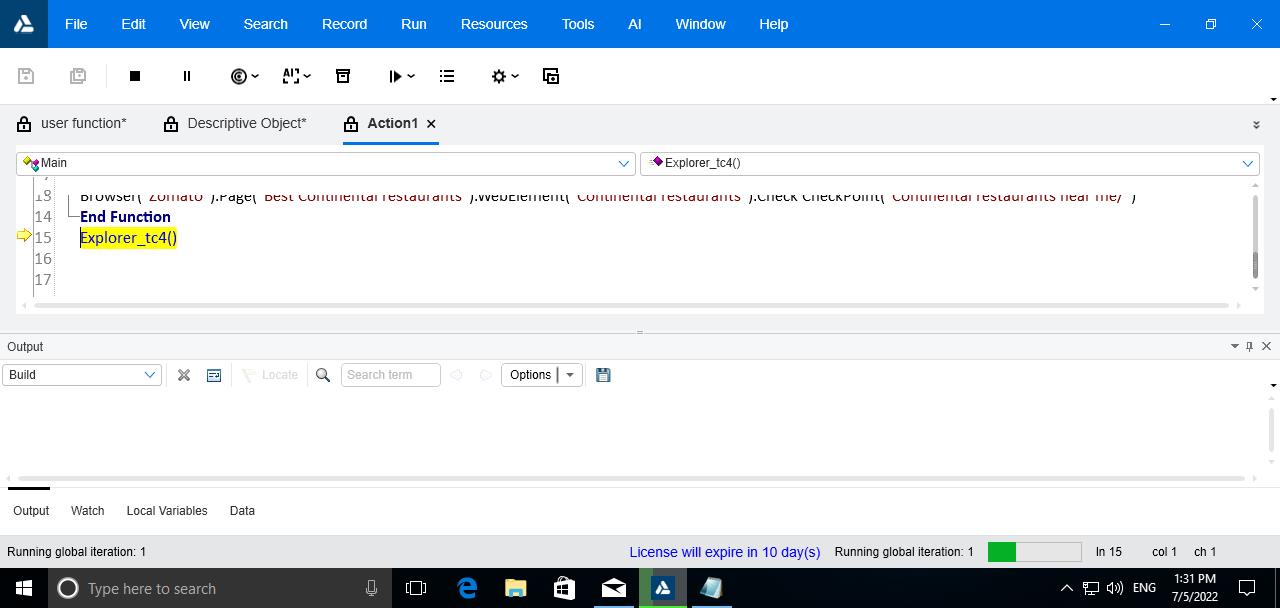 File Edit View Search Record Run Resources Tools AI Window Help
user function* Descriptive Object* Action1
Main Explorer_tc4()
13 Browser("Zomato").Page("Best Continental restaurants").WebElement("Continental restaurants").Check CheckPoint("Continental restaurants near me/")
14 End Function
15 Explorer_tc4()
16
17
Output
Build Locate Search term Options
Output Watch Local Variables Data
Running global iteration: 1 License will expire in 10 day(s) Running global iteration: 1 ln 15 col 1 ch 1
Type here to search ENG 1:31 PM
7/5/2022